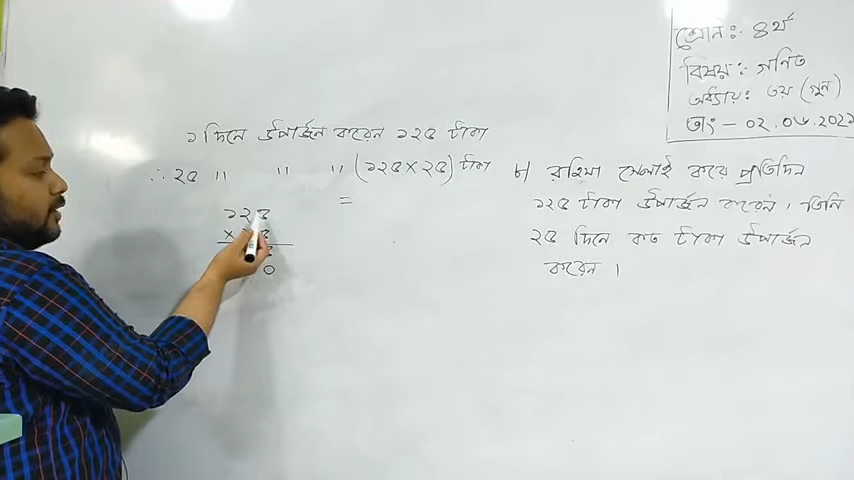 শ্রেণি:- ৪র্থ
বিষয়:- গণিত
অধ্যায়: ৩য় (গুন)
তাং - ০২.০৬.২০২১
১ দিনে উপার্জন করেন ১২৫ টাকা
∴ ২৫ " " " (১২৫×২৫) টাকা
=
১২৫
×
০
৮। রহিমা সেলাই করে প্রতিদিন
১২৫ টাকা উপার্জন করেন। তিনি
২৫ দিনে কত টাকা উপার্জন
করেন।